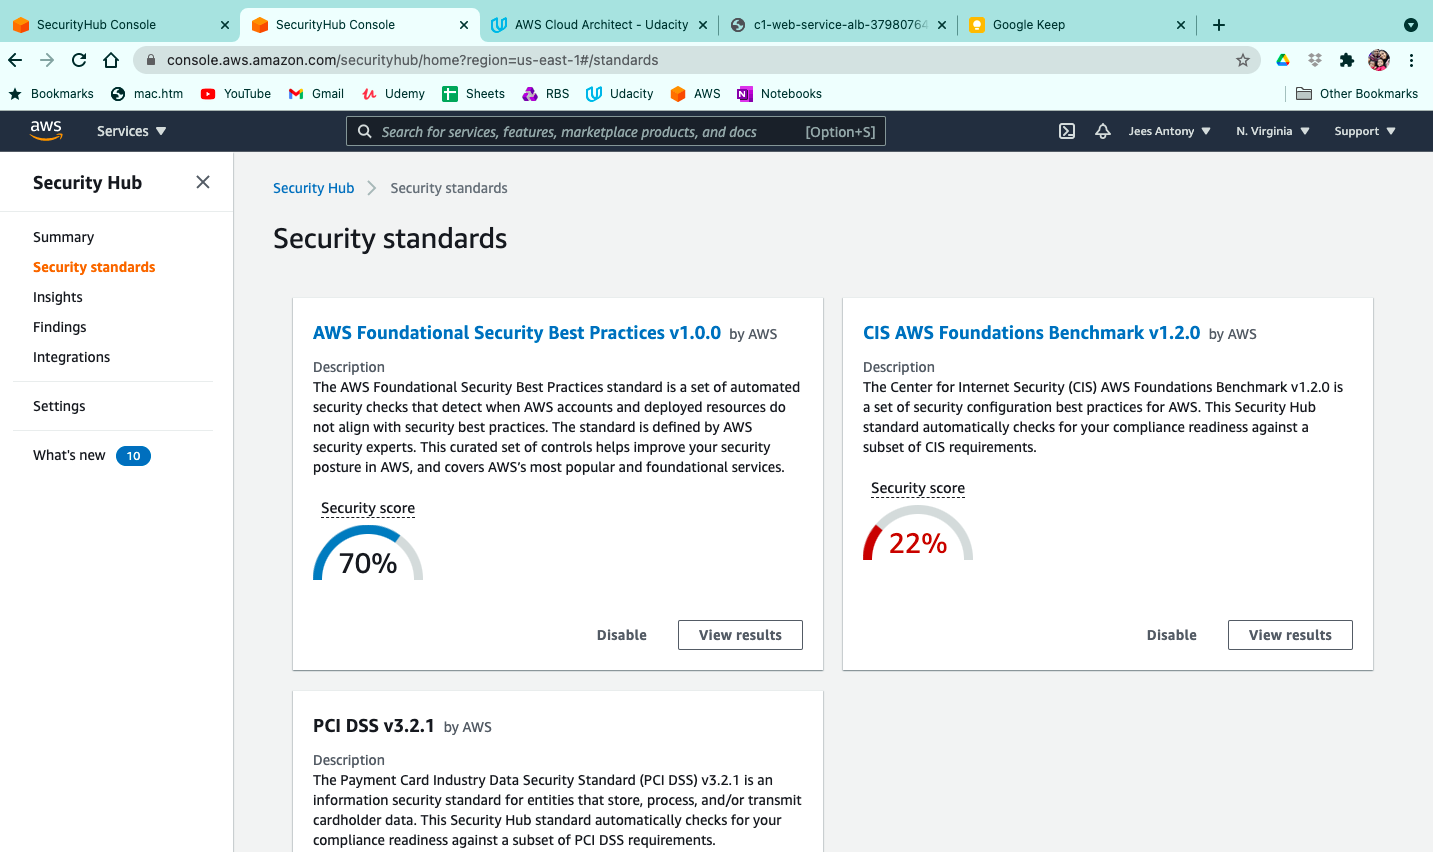 SecurityHub Console
SecurityHub Console
AWS Cloud Architect - Udacity
c1-web-service-alb-37980764
Google Keep
console.aws.amazon.com/securityhub/home?region=us-east-1#/standards
Bookmarks
mac.htm
YouTube
Gmail
Udemy
Sheets
RBS
Udacity
AWS
Notebooks
Other Bookmarks
aws
Services
Search for services, features, marketplace products, and docs [Option+S]
Jees Antony
N. Virginia
Support
Security Hub
Summary
Security standards
Insights
Findings
Integrations
Settings
What's new 10
Security Hub
Security standards
Security standards
AWS Foundational Security Best Practices v1.0.0 by AWS
Description
The AWS Foundational Security Best Practices standard is a set of automated
security checks that detect when AWS accounts and deployed resources do
not align with security best practices. The standard is defined by AWS
security experts. This curated set of controls helps improve your security
posture in AWS, and covers AWS’s most popular and foundational services.
Security score
70%
Disable
View results
CIS AWS Foundations Benchmark v1.2.0 by AWS
Description
The Center for Internet Security (CIS) AWS Foundations Benchmark v1.2.0 is
a set of security configuration best practices for AWS. This Security Hub
standard automatically checks for your compliance readiness against a
subset of CIS requirements.
Security score
22%
Disable
View results
PCI DSS v3.2.1 by AWS
Description
The Payment Card Industry Data Security Standard (PCI DSS) v3.2.1 is an
information security standard for entities that store, process, and/or transmit
cardholder data. This Security Hub standard automatically checks for your
compliance readiness against a subset of PCI DSS requirements.